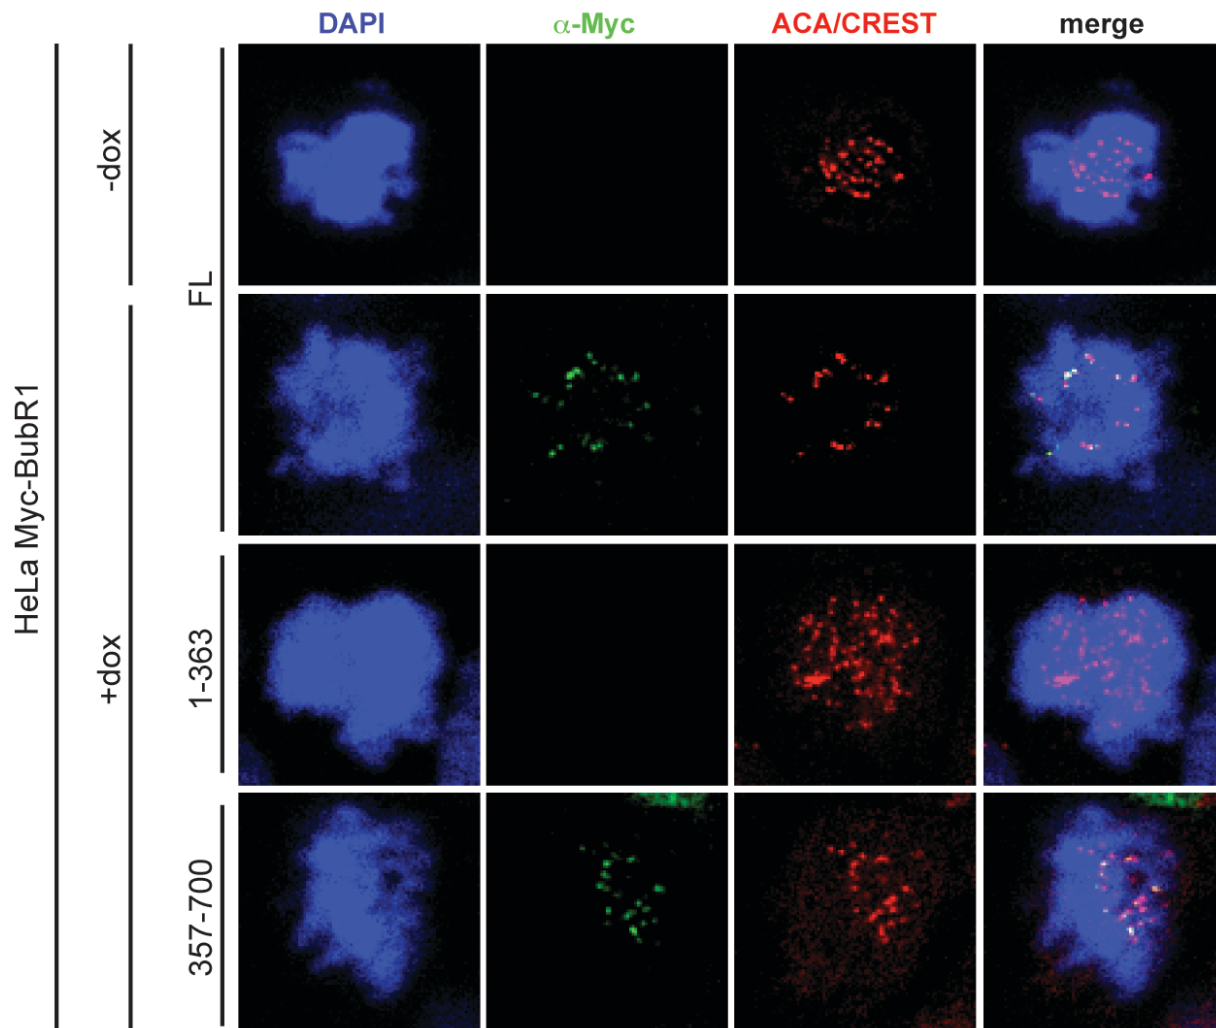 DAPI
α-Myc
ACA/CREST
merge
HeLa Myc-BubR1
-dox
+dox
FL
1-363
357-700